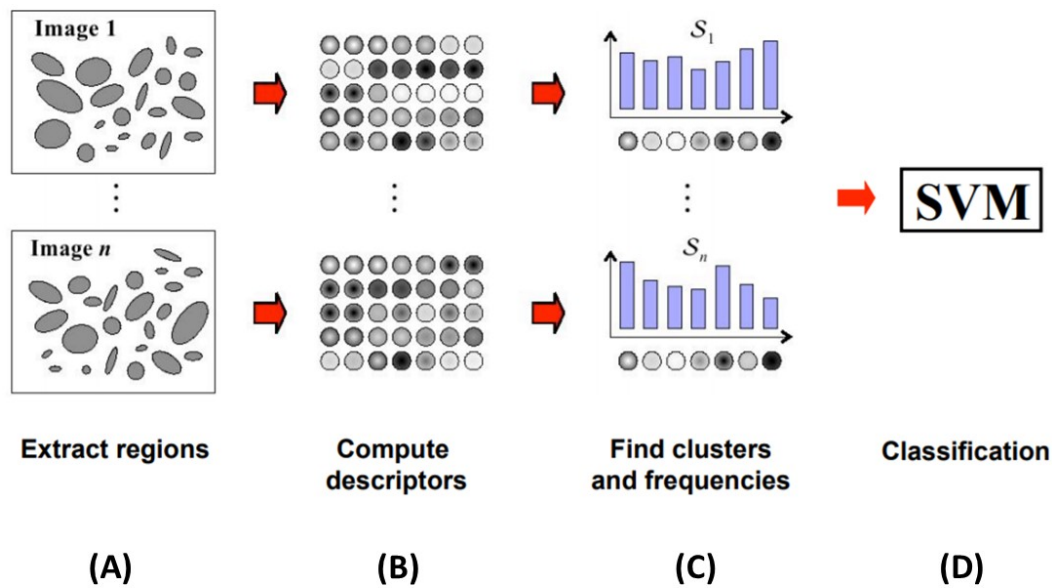 Image 1
S1
SVM
Image n
Sn
Extract regions
Compute
descriptors
Find clusters
and frequencies
Classification
(A)
(B)
(C)
(D)